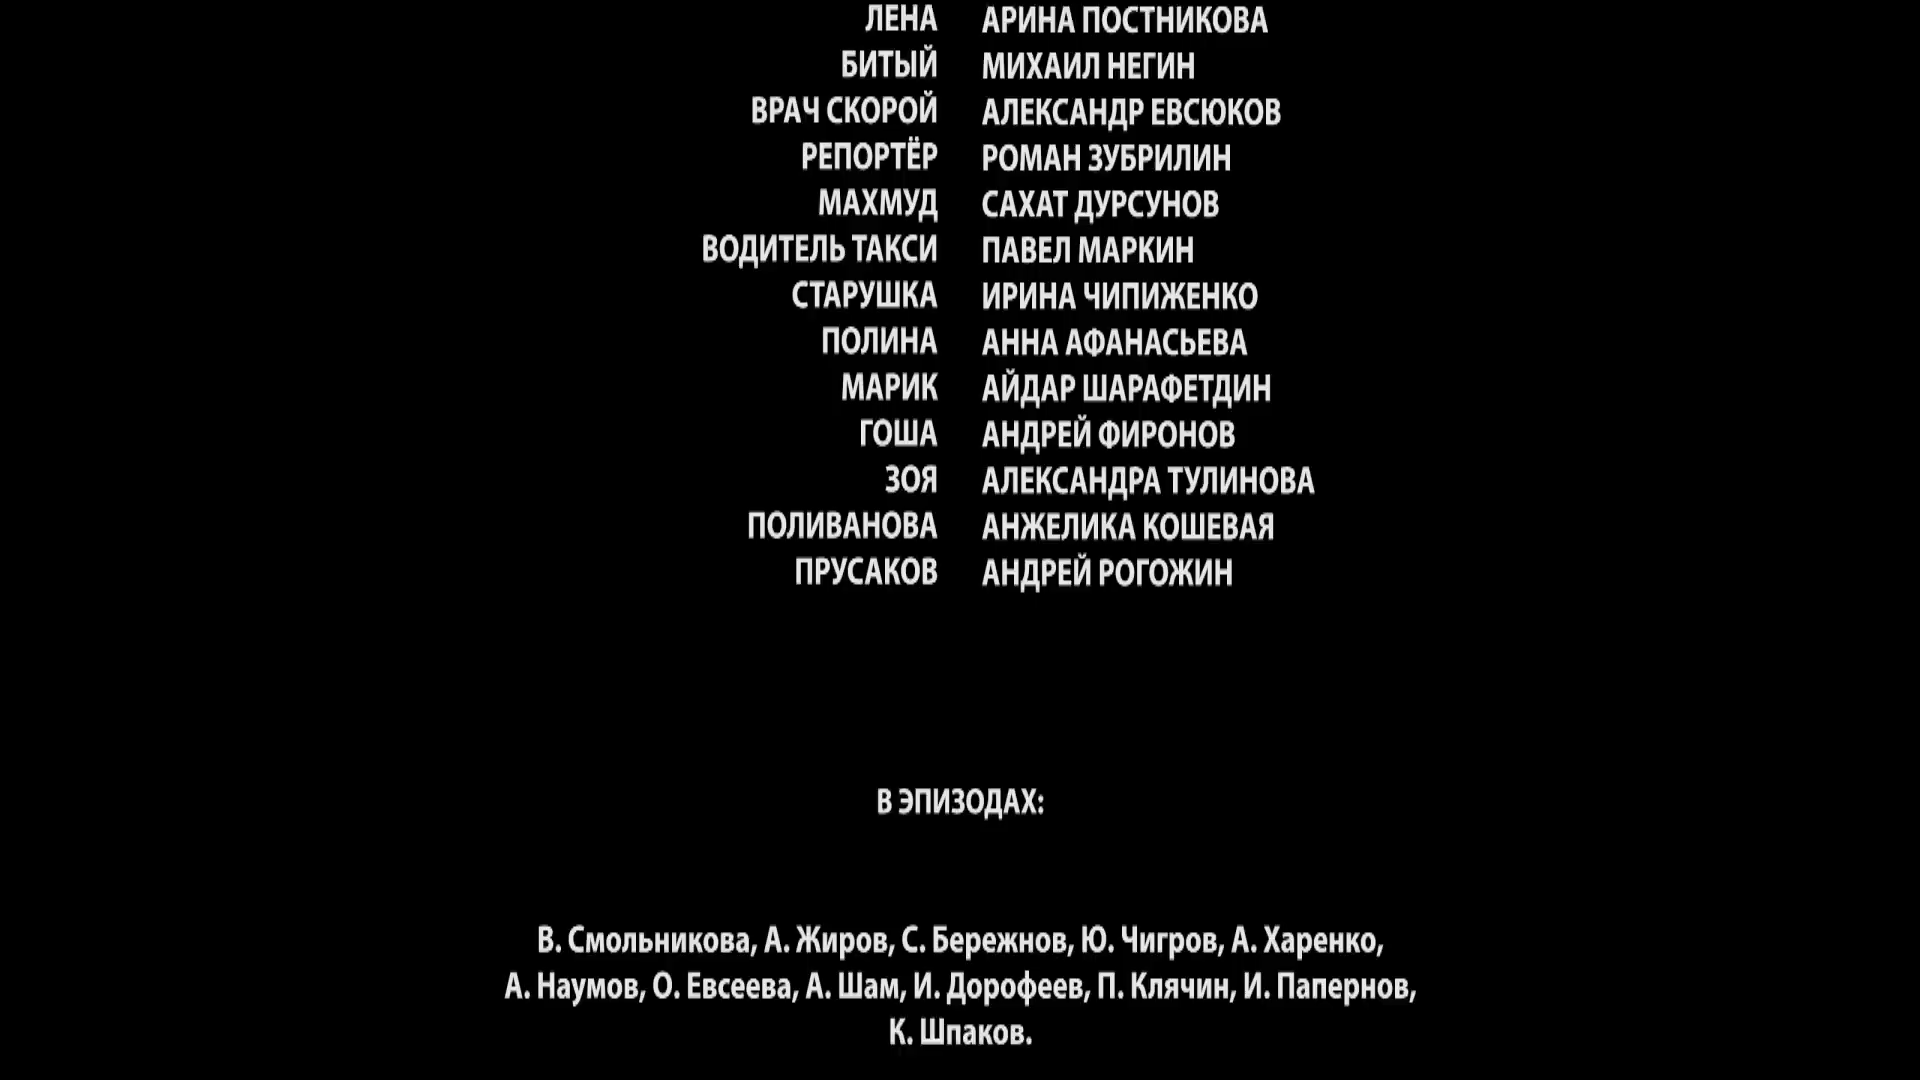 ЛЕНА АРИНА ПОСТНИКОВА
БИТЫЙ МИХАИЛ НЕГИН
ВРАЧ СКОРОЙ АЛЕКСАНДР ЕВСЮКОВ
РЕПОРТЁР РОМАН ЗУБРИЛИН
МАХМУД САХАТ ДУРСУНОВ
ВОДИТЕЛЬ ТАКСИ ПАВЕЛ МАРКИН
СТАРУШКА ИРИНА ЧИПИЖЕНКО
ПОЛИНА АННА АФАНАСЬЕВА
МАРИК АЙДАР ШАРАФЕТДИН
ГОША АНДРЕЙ ФИРОНОВ
ЗОЯ АЛЕКСАНДРА ТУЛИНОВА
ПОЛИВАНОВА АНЖЕЛИКА КОШЕВАЯ
ПРУСАКОВ АНДРЕЙ РОГОЖИН
В ЭПИЗОДАХ:
В. Смольникова, А. Жиров, С. Бережнов, Ю. Чигров, А. Харенко,
А. Наумов, О. Евсеева, А. Шам, И. Дорофеев, П. Клячин, И. Папернов,
К. Шпаков.